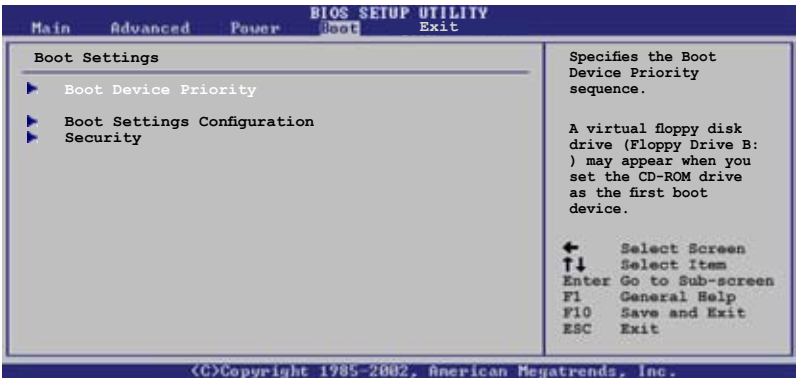 BIOS SETUP UTILITY
Main Advanced Power Boot Exit
Boot Settings
Boot Device Priority
Boot Settings Configuration
Security
Specifies the Boot
Device Priority
sequence.
A virtual floppy disk
drive (Floppy Drive B:
) may appear when you
set the CD-ROM drive
as the first boot
device.
← Select Screen
↑↓ Select Item
Enter Go to Sub-screen
F1 General Help
F10 Save and Exit
ESC Exit
(C)Copyright 1985-2002, American Megatrends, Inc.